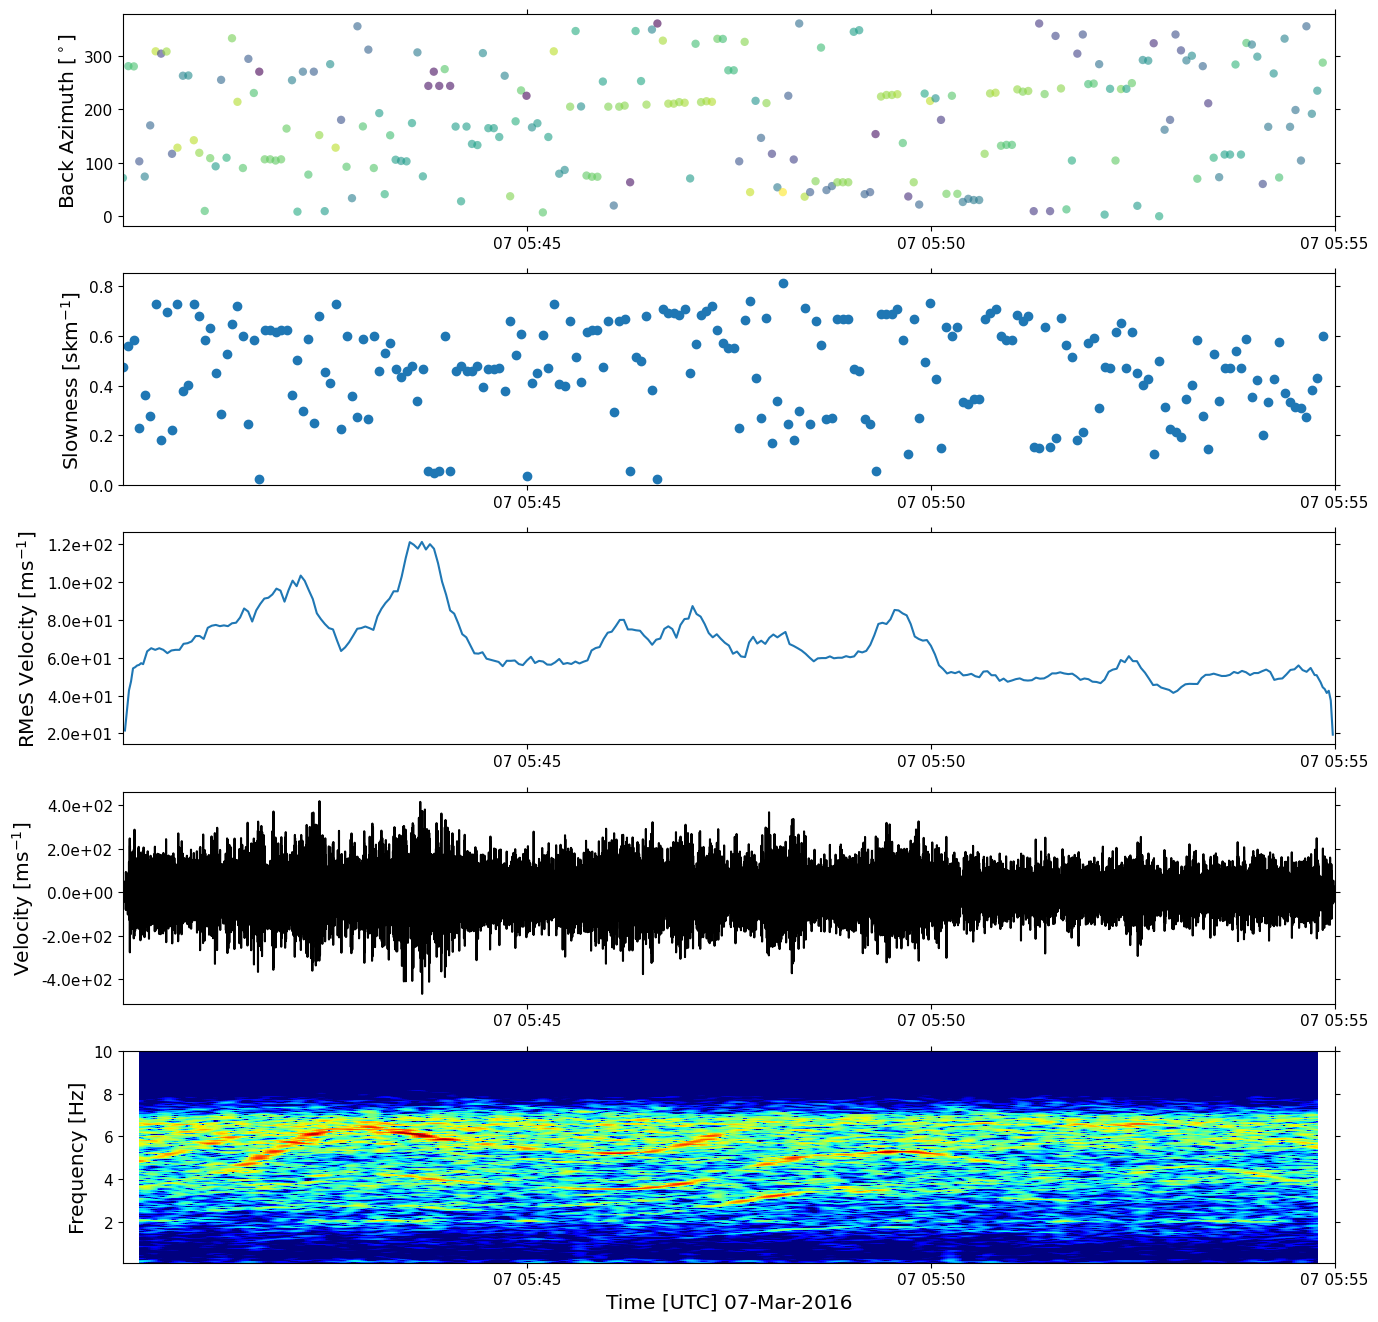 Back Azimuth [°]
300
200
100
0
07 05:45
07 05:50
07 05:55
Slowness [skm⁻¹]
0.8
0.6
0.4
0.2
0.0
07 05:45
07 05:50
07 05:55
RMeS Velocity [ms⁻¹]
1.2e+02
1.0e+02
8.0e+01
6.0e+01
4.0e+01
2.0e+01
07 05:45
07 05:50
07 05:55
Velocity [ms⁻¹]
4.0e+02
2.0e+02
0.0e+00
-2.0e+02
-4.0e+02
07 05:45
07 05:50
07 05:55
Frequency [Hz]
10
8
6
4
2
07 05:45
07 05:50
07 05:55
Time [UTC] 07-Mar-2016